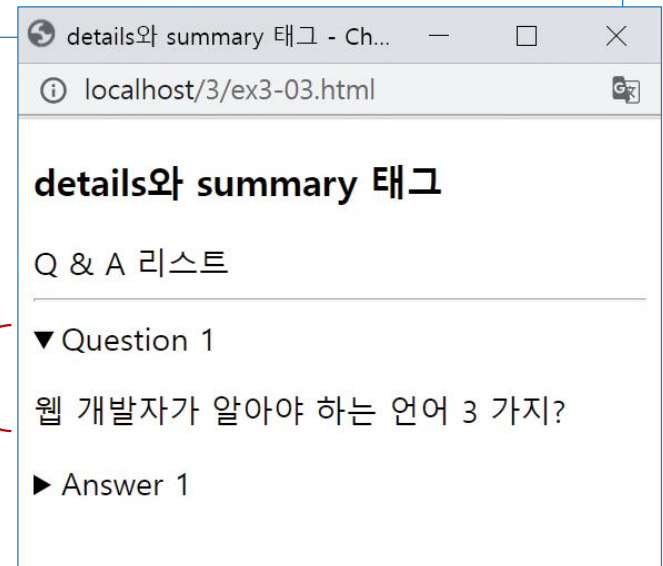 details와 summary 태그 - Ch...
localhost/3/ex3-03.html
details와 summary 태그
Q & A 리스트
▼ Question 1
웹 개발자가 알아야 하는 언어 3 가지?
▶ Answer 1